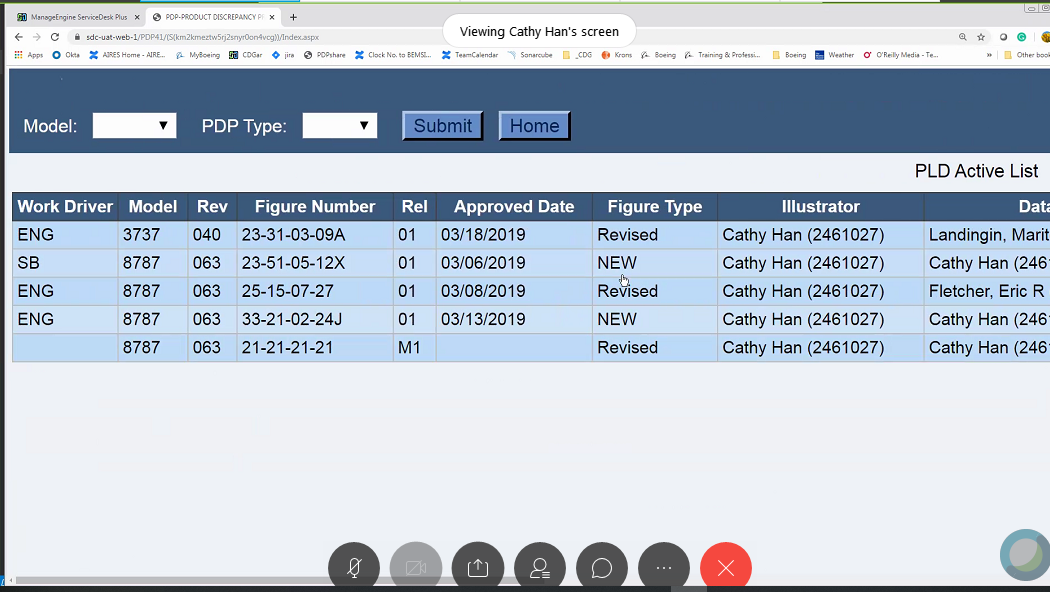 ManageEngine ServiceDesk Plus PDP-PRODUCT DISCREPANCY P
Viewing Cathy Han's screen
sdc-uat-web-1/PDP41/(S(km2kmeztw5rj2snyr0on4vcg))/Index.aspx
Apps Okta AIRES Home - AIRE... MyBoeing CDGar jira PDPshare Clock No. to BEMSI... TeamCalendar Sonarcube _CDG Krons Boeing Training & Professi... Boeing Weather O'Reilly Media - Te... » Other book
Model: PDP Type: Submit Home
PLD Active List
Work Driver Model Rev Figure Number Rel Approved Date Figure Type Illustrator Data
ENG 3737 040 23-31-03-09A 01 03/18/2019 Revised Cathy Han (2461027) Landingin, Marit
SB 8787 063 23-51-05-12X 01 03/06/2019 NEW Cathy Han (2461027) Cathy Han (246
ENG 8787 063 25-15-07-27 01 03/08/2019 Revised Cathy Han (2461027) Fletcher, Eric R
ENG 8787 063 33-21-02-24J 01 03/13/2019 NEW Cathy Han (2461027) Cathy Han (246
8787 063 21-21-21-21 M1 Revised Cathy Han (2461027) Cathy Han (246